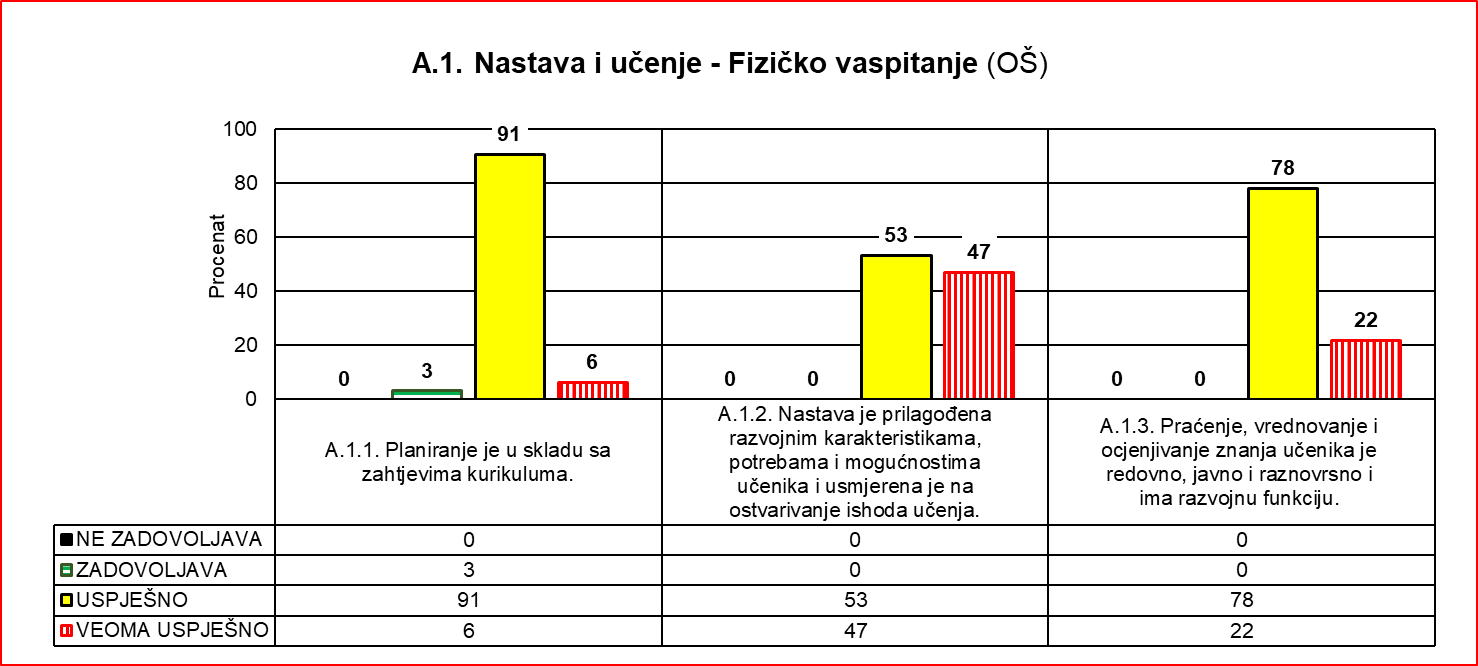 A.1. Nastava i učenje - Fizičko vaspitanje (OŠ)
Procenat
100
80
60
40
20
0
0
3
91
6
0
0
53
47
0
0
78
22
A.1.1. Planiranje je u skladu sa
zahtjevima kurikuluma.
A.1.2. Nastava je prilagođena
razvojnim karakteristikama,
potrebama i mogućnostima
učenika i usmjerena je na
ostvarivanje ishoda učenja.
A.1.3. Praćenje, vrednovanje i
ocjenjivanje znanja učenika je
redovno, javno i raznovrsno i
ima razvojnu funkciju.
NE ZADOVOLJAVA 0 0 0
ZADOVOLJAVA 3 0 0
USPJEŠNO 91 53 78
VEOMA USPJEŠNO 6 47 22